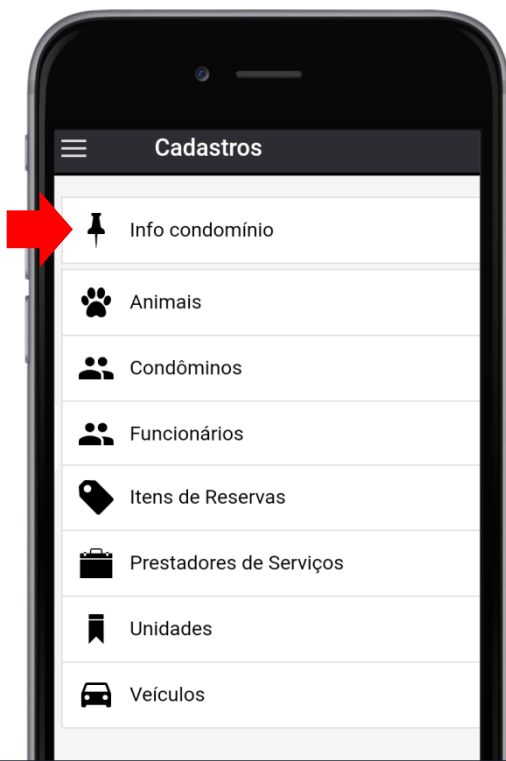 Cadastros
Info condomínio
Animais
Condôminos
Funcionários
Itens de Reservas
Prestadores de Serviços
Unidades
Veículos